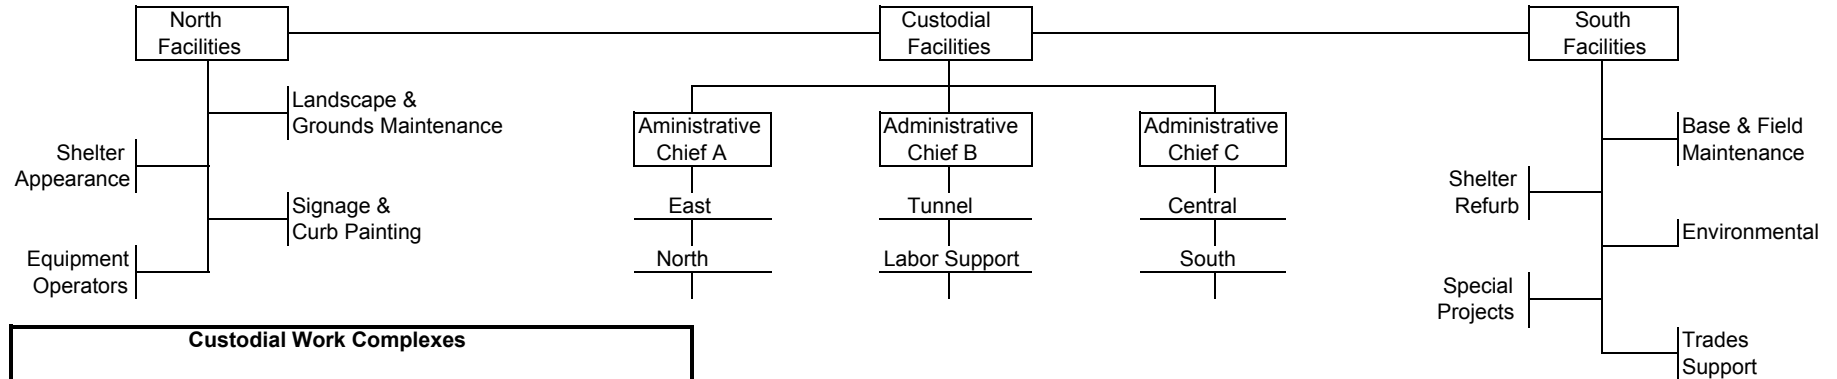 North
Facilities
Landscape &
Grounds Maintenance
Shelter
Appearance
Signage &
Curb Painting
Equipment
Operators
Custodial
Facilities
Aministrative
Chief A
East
North
Administrative
Chief B
Tunnel
Labor Support
Administrative
Chief C
Central
South
South
Facilities
Base & Field
Maintenance
Shelter
Refurb
Environmental
Special
Projects
Trades
Support
Custodial Work Complexes